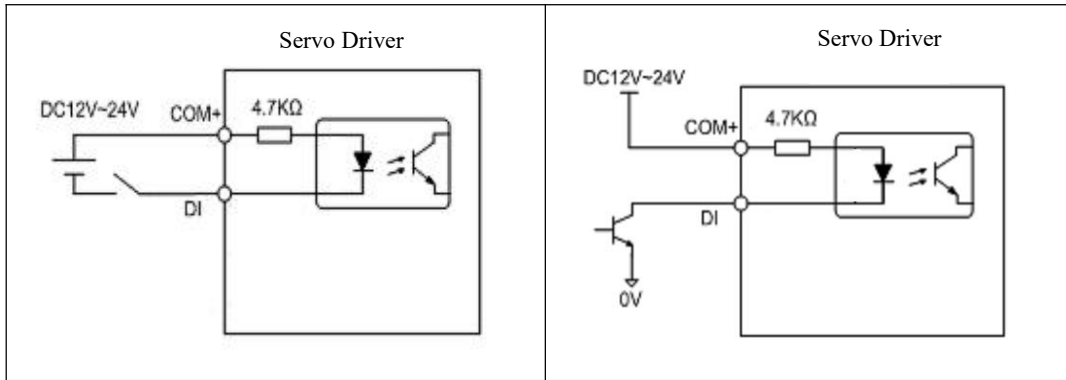 Servo Driver
DC12V~24V
COM+
4.7KΩ
DI
Servo Driver
DC12V~24V
COM+
4.7KΩ
DI
0V